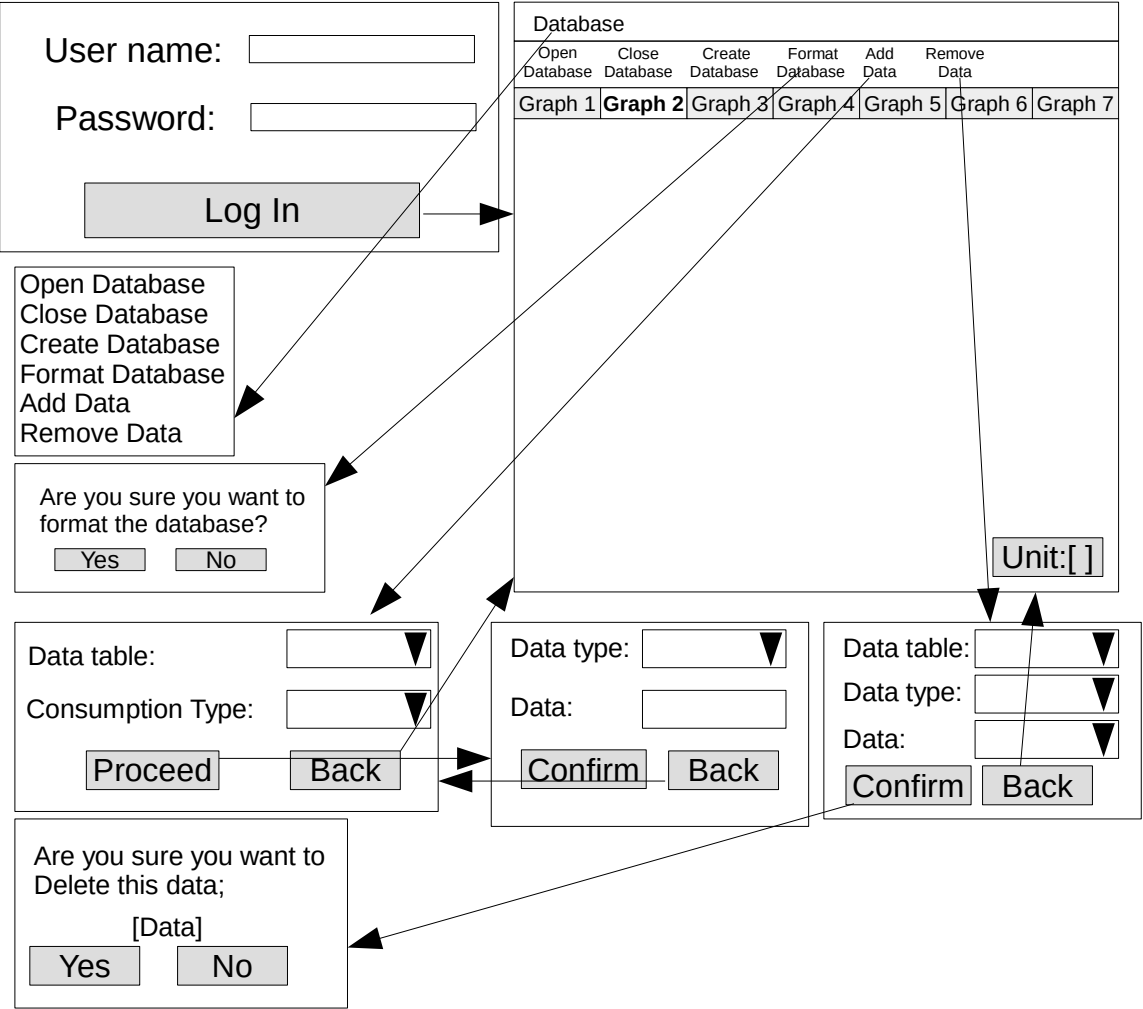 User name:
Password:
Log In
Database
Open Database
Close Database
Create Database
Format Database
Add Data
Remove Data
Graph 1 Graph 2 Graph 3 Graph 4 Graph 5 Graph 6 Graph 7
Unit:[ ]
Open Database
Close Database
Create Database
Format Database
Add Data
Remove Data
Are you sure you want to
format the database?
Yes No
Data table:
Consumption Type:
Proceed Back
Data type:
Data:
Confirm Back
Data table:
Data type:
Data:
Confirm Back
Are you sure you want to
Delete this data;
[Data]
Yes No